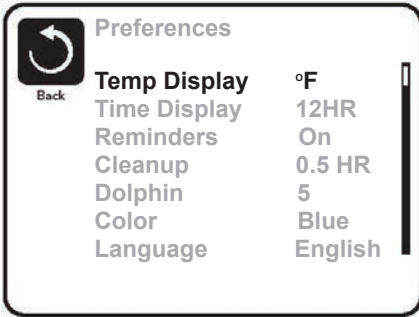 Preferences
Back
Temp Display ºF
Time Display 12HR
Reminders On
Cleanup 0.5 HR
Dolphin 5
Color Blue
Language English